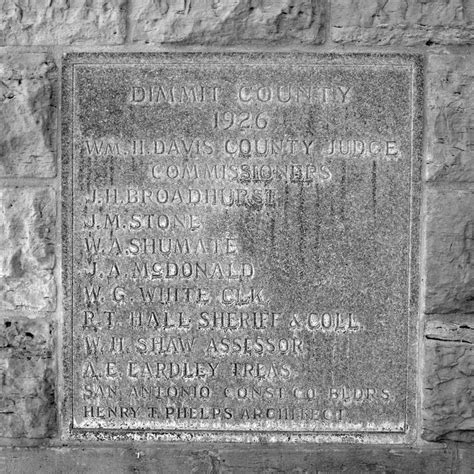 DIMMIT COUNTY
1926
WM.H.DAVIS COUNTY JUDGE
COMMISSIONERS
J.H.BROADHURST
J.M.STONE
W.A.SHUMATE
J.A.MCDONALD
W.G.WHITE CLK.
R.T. HALL SHERIFF & COLL.
W.H. SHAW ASSESSOR
A.E. EARDLEY TREAS.
SAN ANTONIO CONST.CO. BLDRS.
HENRY T. PHELPS ARCHITECT